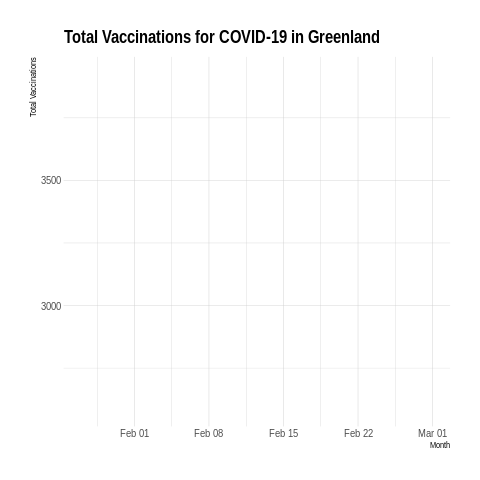 Total Vaccinations for COVID-19 in Greenland
Total Vaccinations
3500
3000
Feb 01 Feb 08 Feb 15 Feb 22 Mar 01
Month